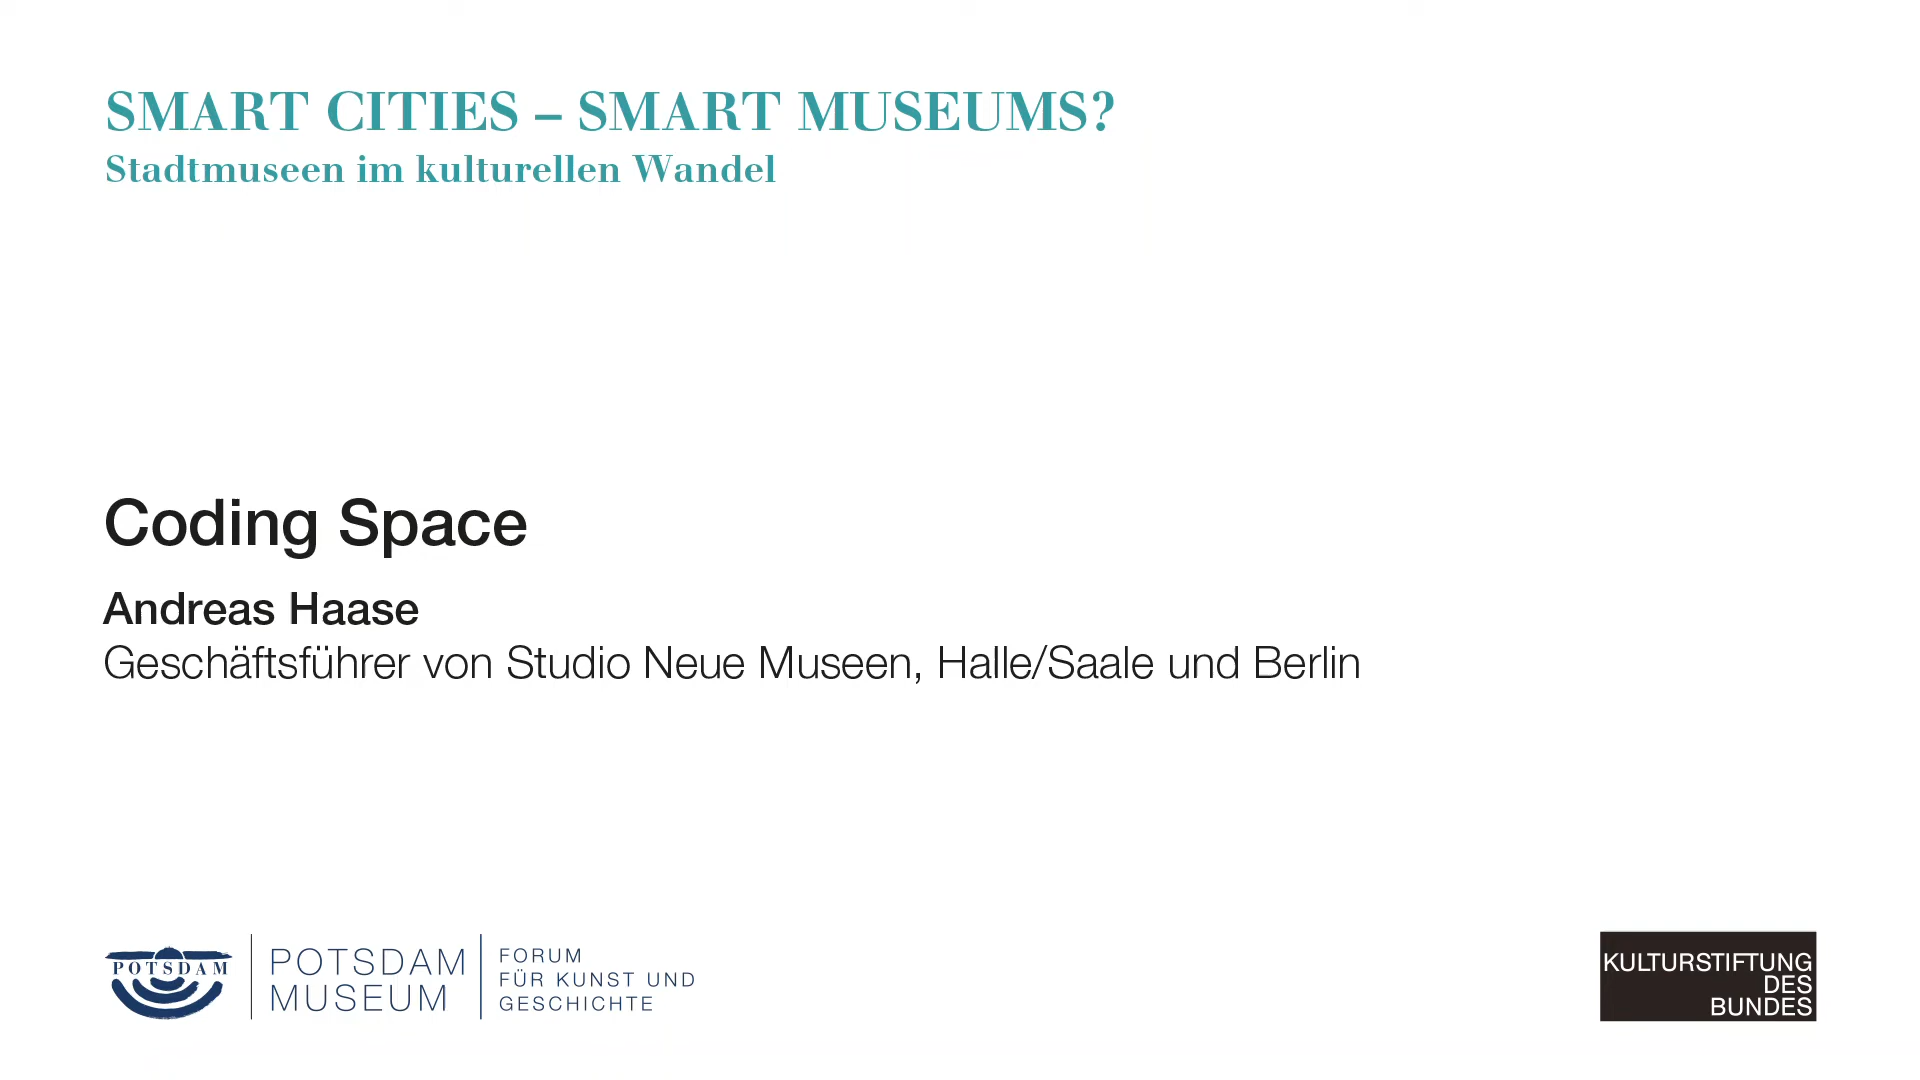 SMART CITIES – SMART MUSEUMS?
Stadtmuseen im kulturellen Wandel
Coding Space
Andreas Haase
Geschäftsführer von Studio Neue Museen, Halle/Saale und Berlin
POTSDAM
POTSDAM
MUSEUM
FORUM
FÜR KUNST UND
GESCHICHTE
KULTURSTIFTUNG
DES
BUNDES